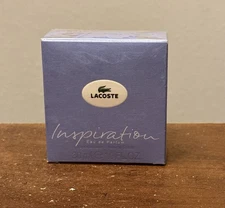 LACOSTE
Inspiration
EAU DE PARFUM